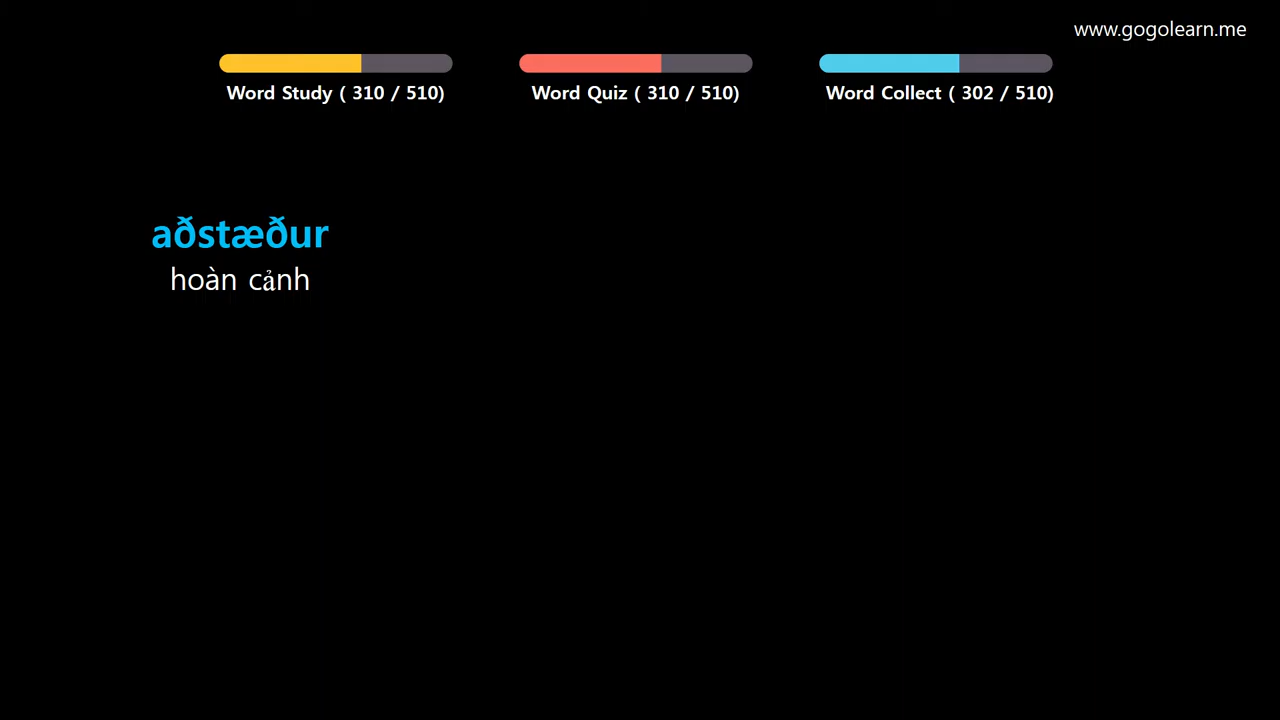 www.gogolearn.me
Word Study ( 310 / 510)
Word Quiz ( 310 / 510)
Word Collect ( 302 / 510)
aðstæður
hoàn cảnh